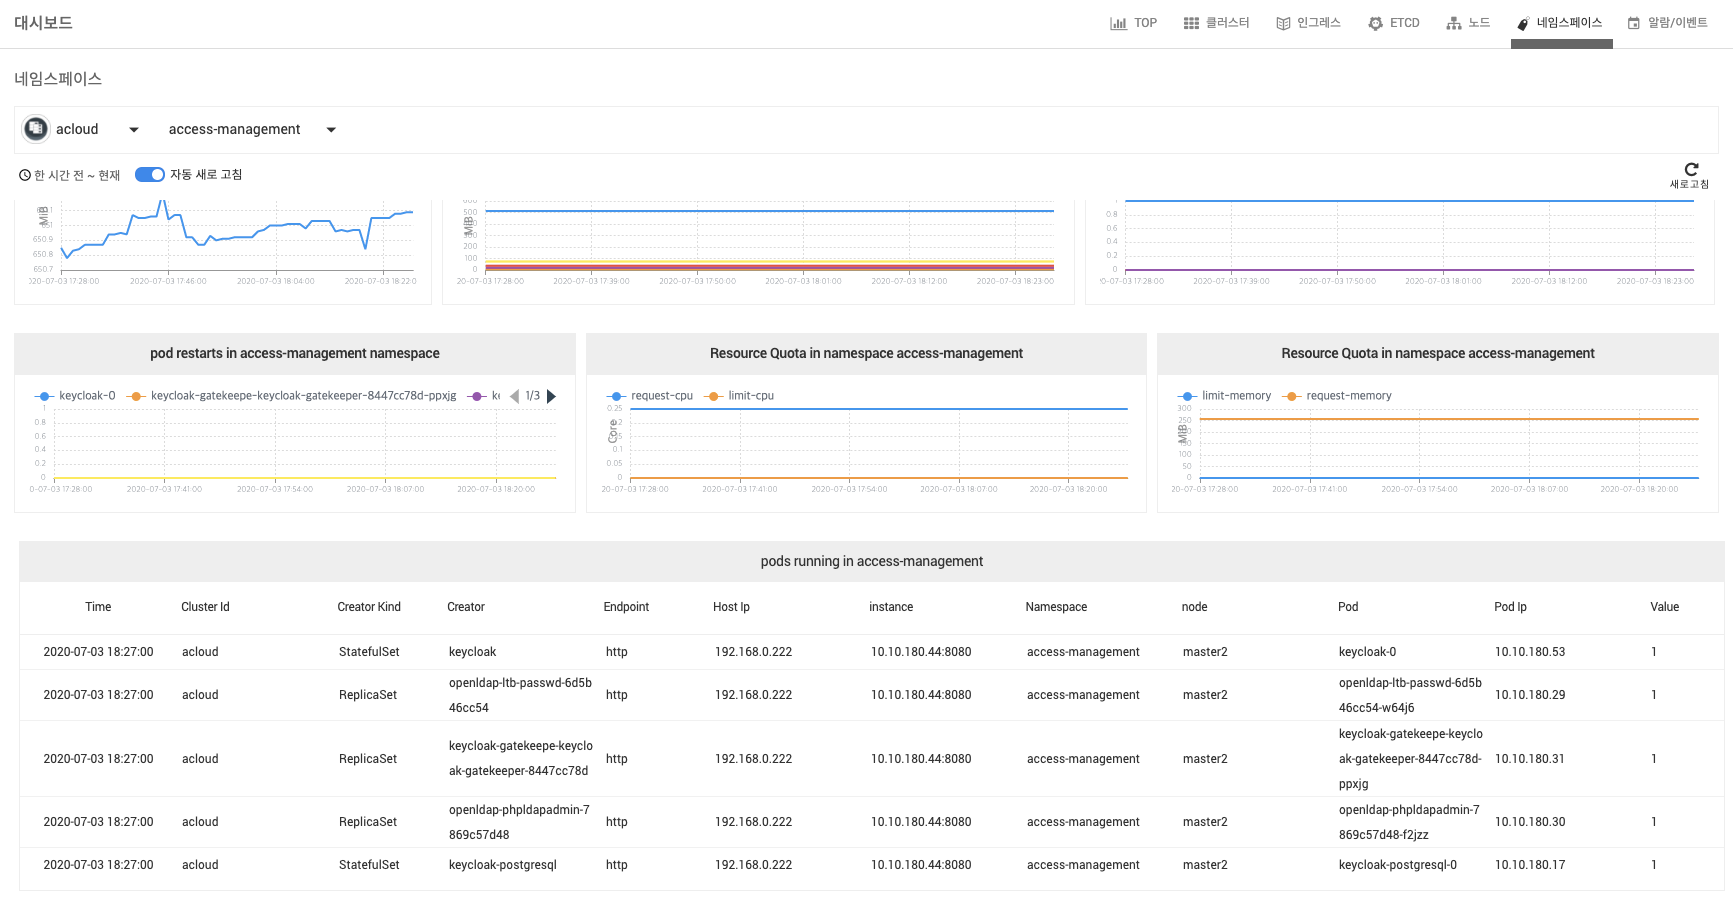 대시보드
TOP 클러스터 인그레스 ETCD 노드 네임스페이스 알람/이벤트
네임스페이스
acloud access-management
한 시간 전 ~ 현재 자동 새로 고침
새로고침
MiB
651
650.9
650.8
650.7
20-07-03 17:28:00 2020-07-03 17:46:00 2020-07-03 18:04:00 2020-07-03 18:22:0
MiB
600
500
300
200
100
0
20-07-03 17:28:00 2020-07-03 17:39:00 2020-07-03 17:50:00 2020-07-03 18:01:00 2020-07-03 18:12:00 2020-07-03 18:23:00
1
0.8
0.6
0.4
0.2
0
0-07-03 17:28:00 2020-07-03 17:39:00 2020-07-03 17:50:00 2020-07-03 18:01:00 2020-07-03 18:12:00 2020-07-03 18:23:00
pod restarts in access-management namespace
keycloak-0 keycloak-gatekeepe-keycloak-gatekeeper-8447cc78d-ppxjg 1/3
1
0.8
0.6
0.4
0.2
0
0-07-03 17:28:00 2020-07-03 17:41:00 2020-07-03 17:54:00 2020-07-03 18:07:00 2020-07-03 18:20:00
Resource Quota in namespace access-management
request-cpu limit-cpu
Core
0.25
0.1
0.05
0
20-07-03 17:28:00 2020-07-03 17:41:00 2020-07-03 17:54:00 2020-07-03 18:07:00 2020-07-03 18:20:00
Resource Quota in namespace access-management
limit-memory request-memory
MiB
300
250
100
50
0
20-07-03 17:28:00 2020-07-03 17:41:00 2020-07-03 17:54:00 2020-07-03 18:07:00 2020-07-03 18:20:00
pods running in access-management
Time Cluster Id Creator Kind Creator Endpoint Host Ip instance Namespace node Pod Pod Ip Value
2020-07-03 18:27:00 acloud StatefulSet keycloak http 192.168.0.222 10.10.180.44:8080 access-management master2 keycloak-0 10.10.180.53 1
openldap-ltb-passwd-6d5b openldap-ltb-passwd-6d5b
2020-07-03 18:27:00 acloud ReplicaSet http 192.168.0.222 10.10.180.44:8080 access-management master2 10.10.180.29 1
46cc54 46cc54-w64j6
keycloak-gatekeepe-keyclo
keycloak-gatekeepe-keyclo
2020-07-03 18:27:00 acloud ReplicaSet http 192.168.0.222 10.10.180.44:8080 access-management master2 ak-gatekeeper-8447cc78d- 10.10.180.31 1
ak-gatekeeper-8447cc78d
ppxjg
openldap-phpldapadmin-7 openldap-phpldapadmin-7
2020-07-03 18:27:00 acloud ReplicaSet http 192.168.0.222 10.10.180.44:8080 access-management master2 10.10.180.30 1
869c57d48 869c57d48-f2jzz
2020-07-03 18:27:00 acloud StatefulSet keycloak-postgresql http 192.168.0.222 10.10.180.44:8080 access-management master2 keycloak-postgresql-0 10.10.180.17 1